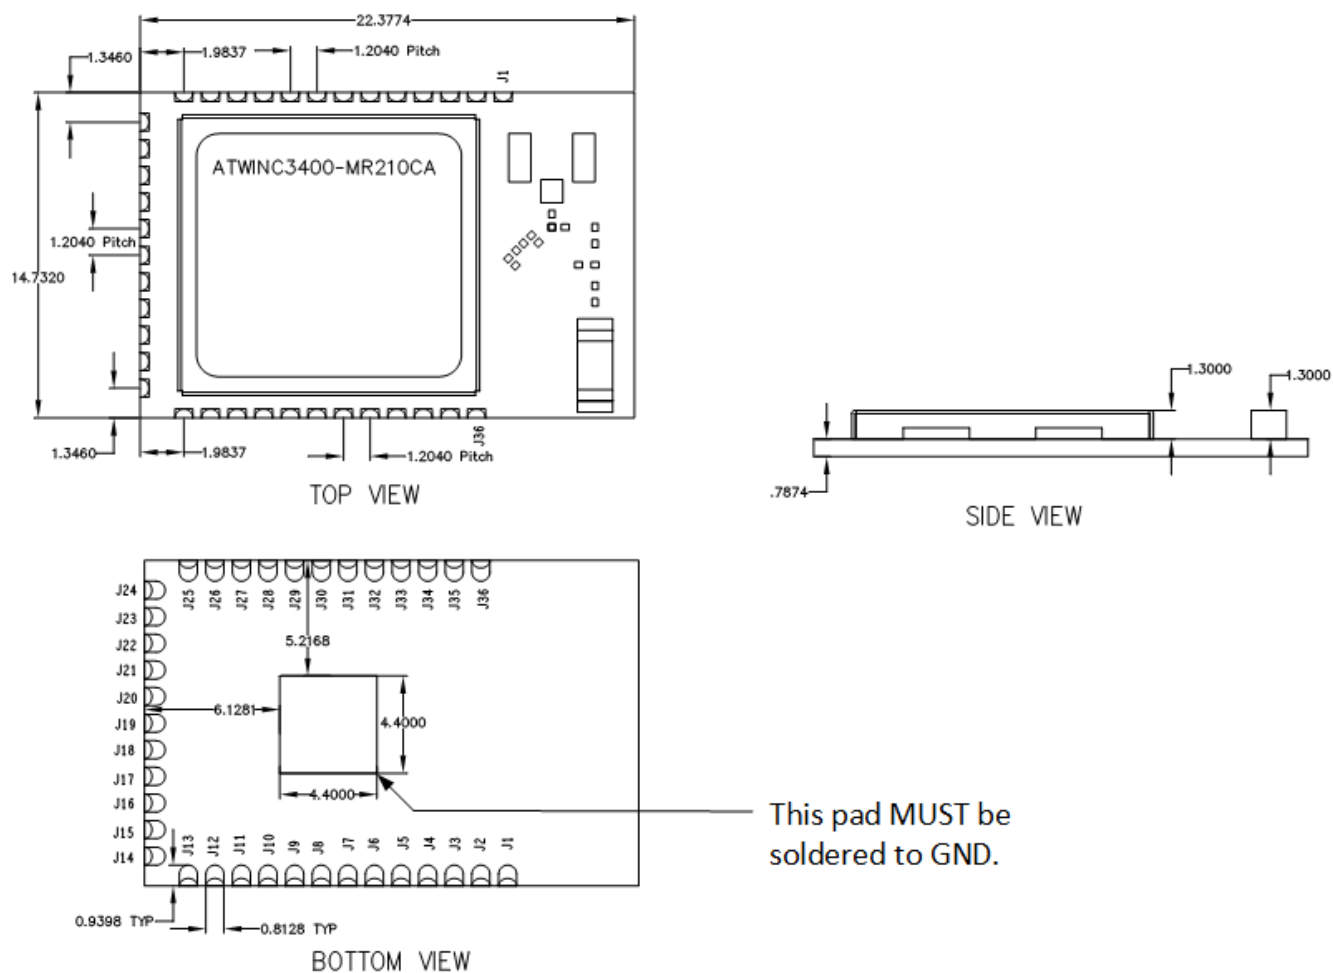 22.3774
1.3460
1.9837
1.2040 Pitch
J1
ATWINC3400-MR210CA
1.2040 Pitch
14.7320
1.3460
1.9837
1.2040 Pitch
J36
TOP VIEW
1.3000
1.3000
.7874
SIDE VIEW
J24
J23
J22
J21
J20
J19
J18
J17
J16
J15
J14
J25
J26
J27
J28
J29
J30
J31
J32
J33
J34
J35
J36
5.2168
6.1281
4.4000
4.4000
J13
J12
J11
J10
J9
J8
J7
J6
J5
J4
J3
J2
J1
This pad MUST be
soldered to GND.
0.9398 TYP
0.8128 TYP
BOTTOM VIEW